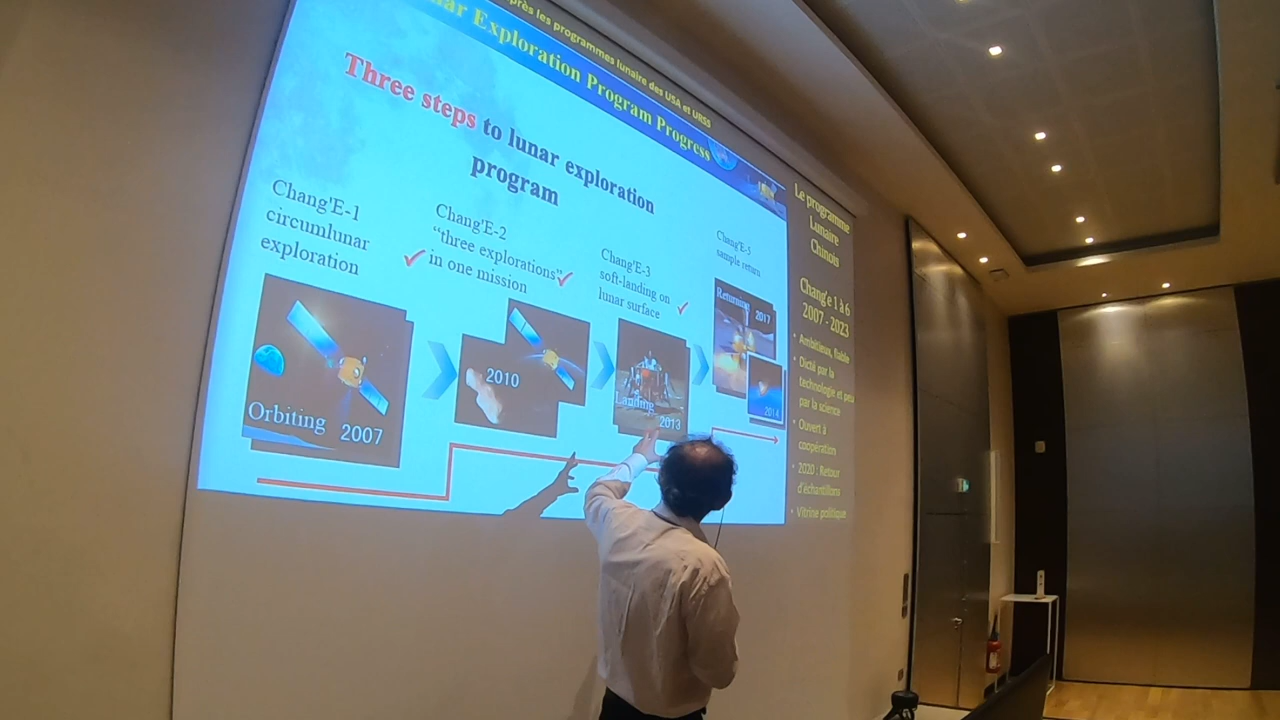 près les programmes lunaire des USA et URSS
ar Exploration Program Progress
Three steps to lunar exploration
program
Chang'E-1
circumlunar
exploration
Orbiting 2007
Chang'E-2
“three explorations”
in one mission
2010
Chang'E-3
soft-landing on
lunar surface
Landing
2013
Chang'E-5
sample return
Returning
2017
2014
Le programme
Lunaire
Chinois
Chang'e 1 à 6
2007 - 2023
• Ambitieux, fiable
• Dicté par la
technologie et peu
par la science
• Ouvert à
coopération
• 2020 : Retour
d'échantillons
• Vitrine politique